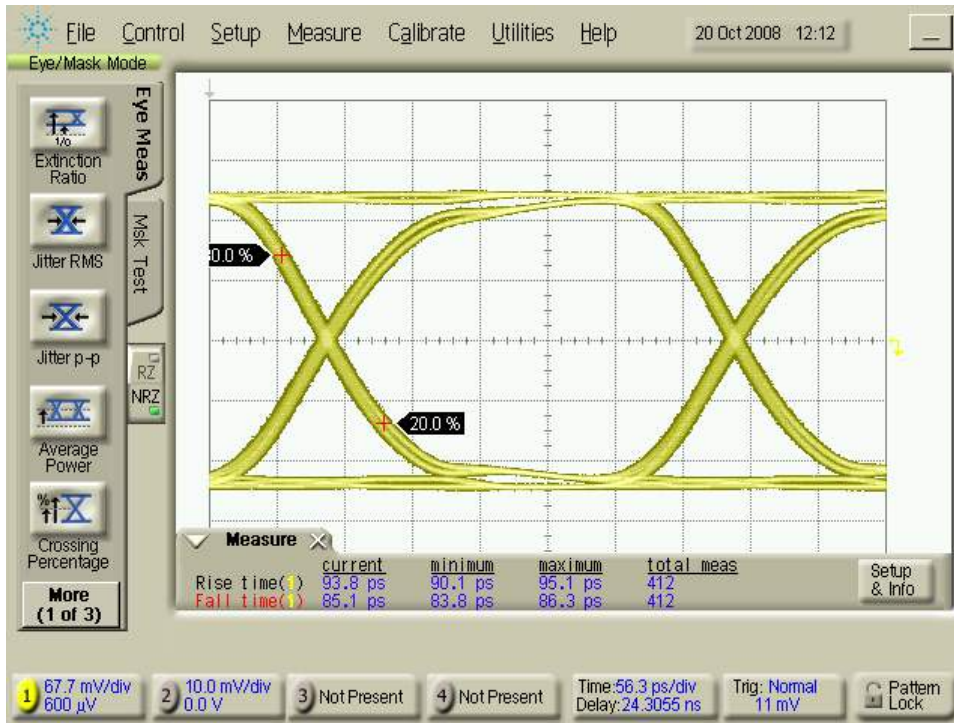 File Control Setup Measure Calibrate Utilities Help 20 Oct 2008 12:12
Eye/Mask Mode
Eye Meas
Msk Test
1/0
Extinction
Ratio
Jitter RMS
Jitter p-p
RZ
NRZ
Average
Power
%
Crossing
Percentage
More
(1 of 3)
0.0 %
20.0 %
Measure
current minimum maximum total meas
Rise time(1) 93.8 ps 90.1 ps 95.1 ps 412
Fall time(1) 85.1 ps 83.8 ps 86.3 ps 412
Setup
& Info
1 67.7 mV/div
600 µV
2 10.0 mV/div
0.0 V
3 Not Present
4 Not Present
Time:56.3 ps/div
Delay:24.3055 ns
Trig: Normal
11 mV
Pattern
Lock